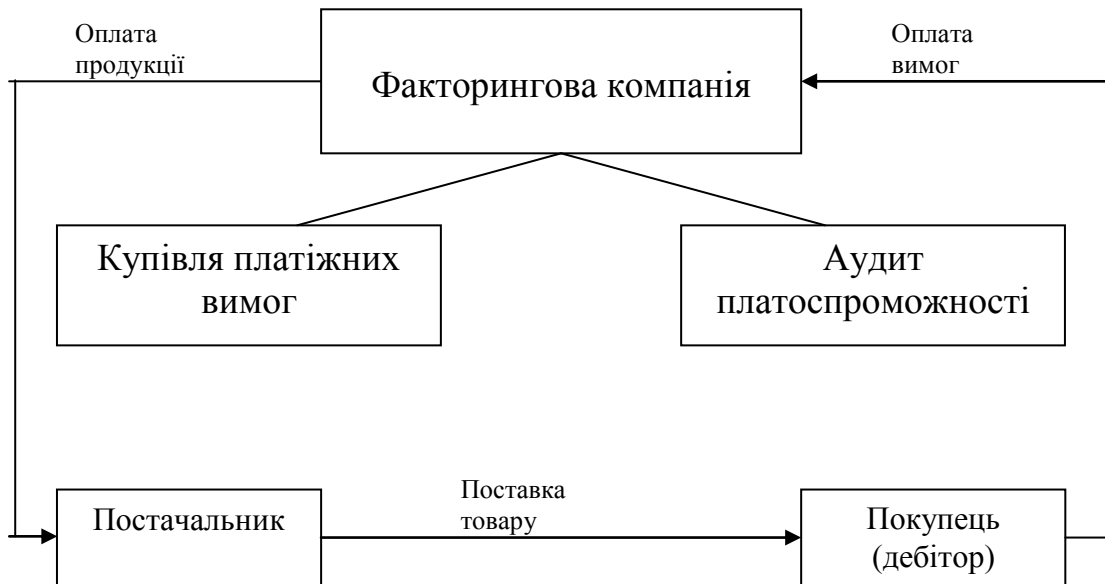 Оплата
продукції
Факторингова компанія
Оплата
вимог
Купівля платіжних
вимог
Аудит
платоспроможності
Постачальник
Поставка
товару
Покупець
(дебітор)